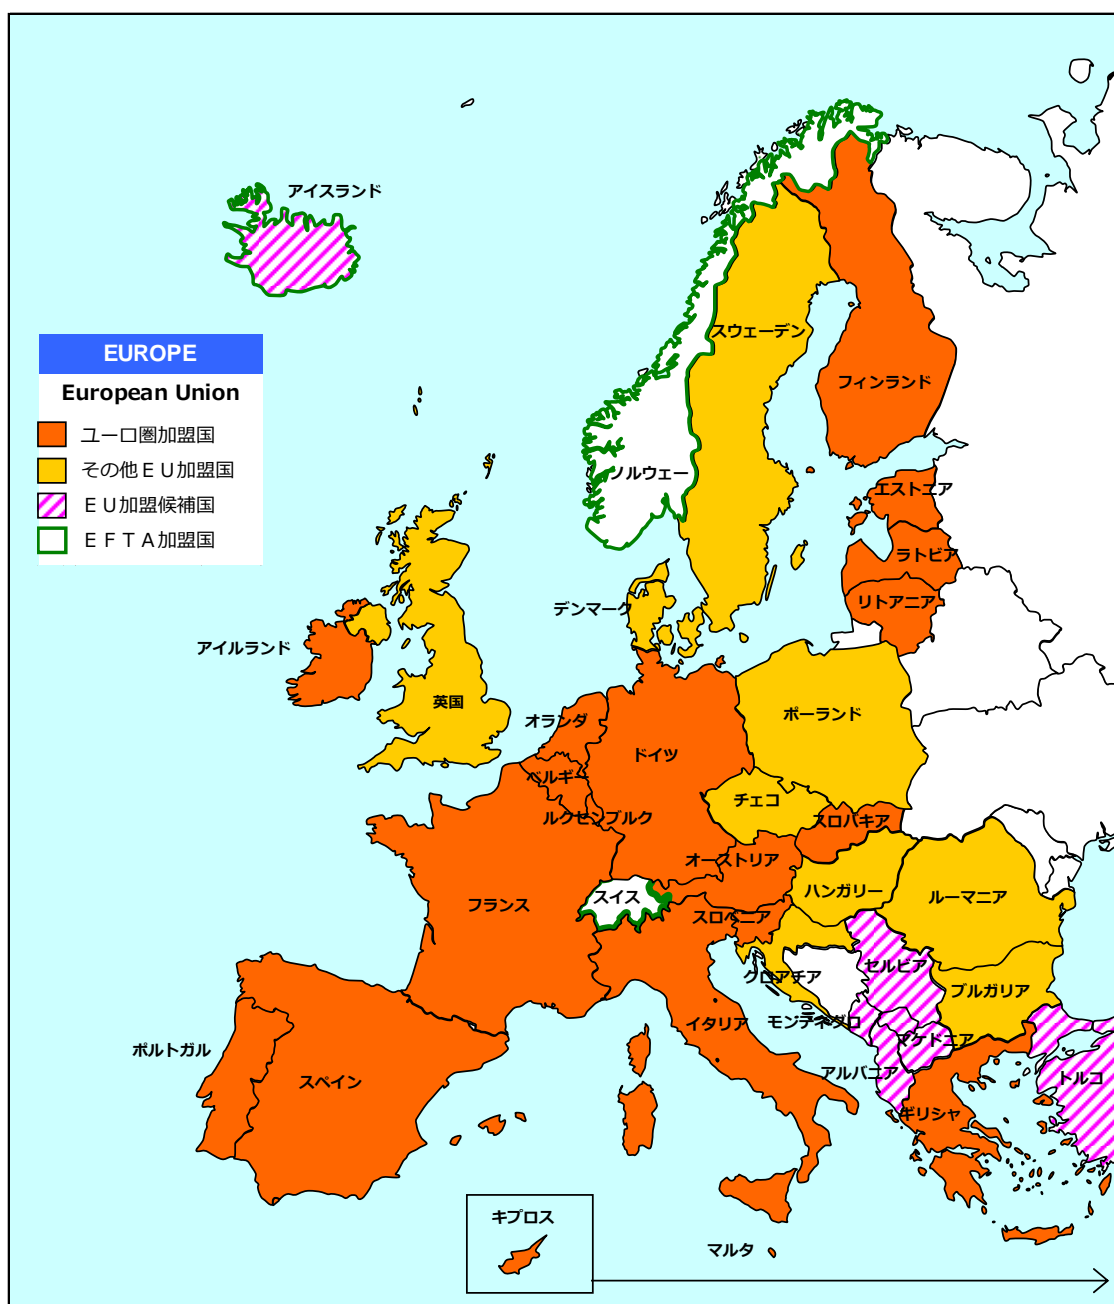 アイスランド
EUROPE
European Union
ユーロ圏加盟国
その他ＥＵ加盟国
ＥＵ加盟候補国
ＥＦＴＡ加盟国
スウェーデン
フィンランド
ノルウェー
エストニア
ラトビア
リトアニア
デンマーク
アイルランド
英国
オランダ
ポーランド
ドイツ
ベルギー
チェコ
ルクセンブルク
スロバキア
オーストリア
スイス
フランス
ハンガリー
ルーマニア
スロベニア
セルビア
クロアチア
ブルガリア
イタリア
モンテネグロ
マケドニア
ポルトガル
スペイン
アルバニア
トルコ
ギリシャ
キプロス
マルタ